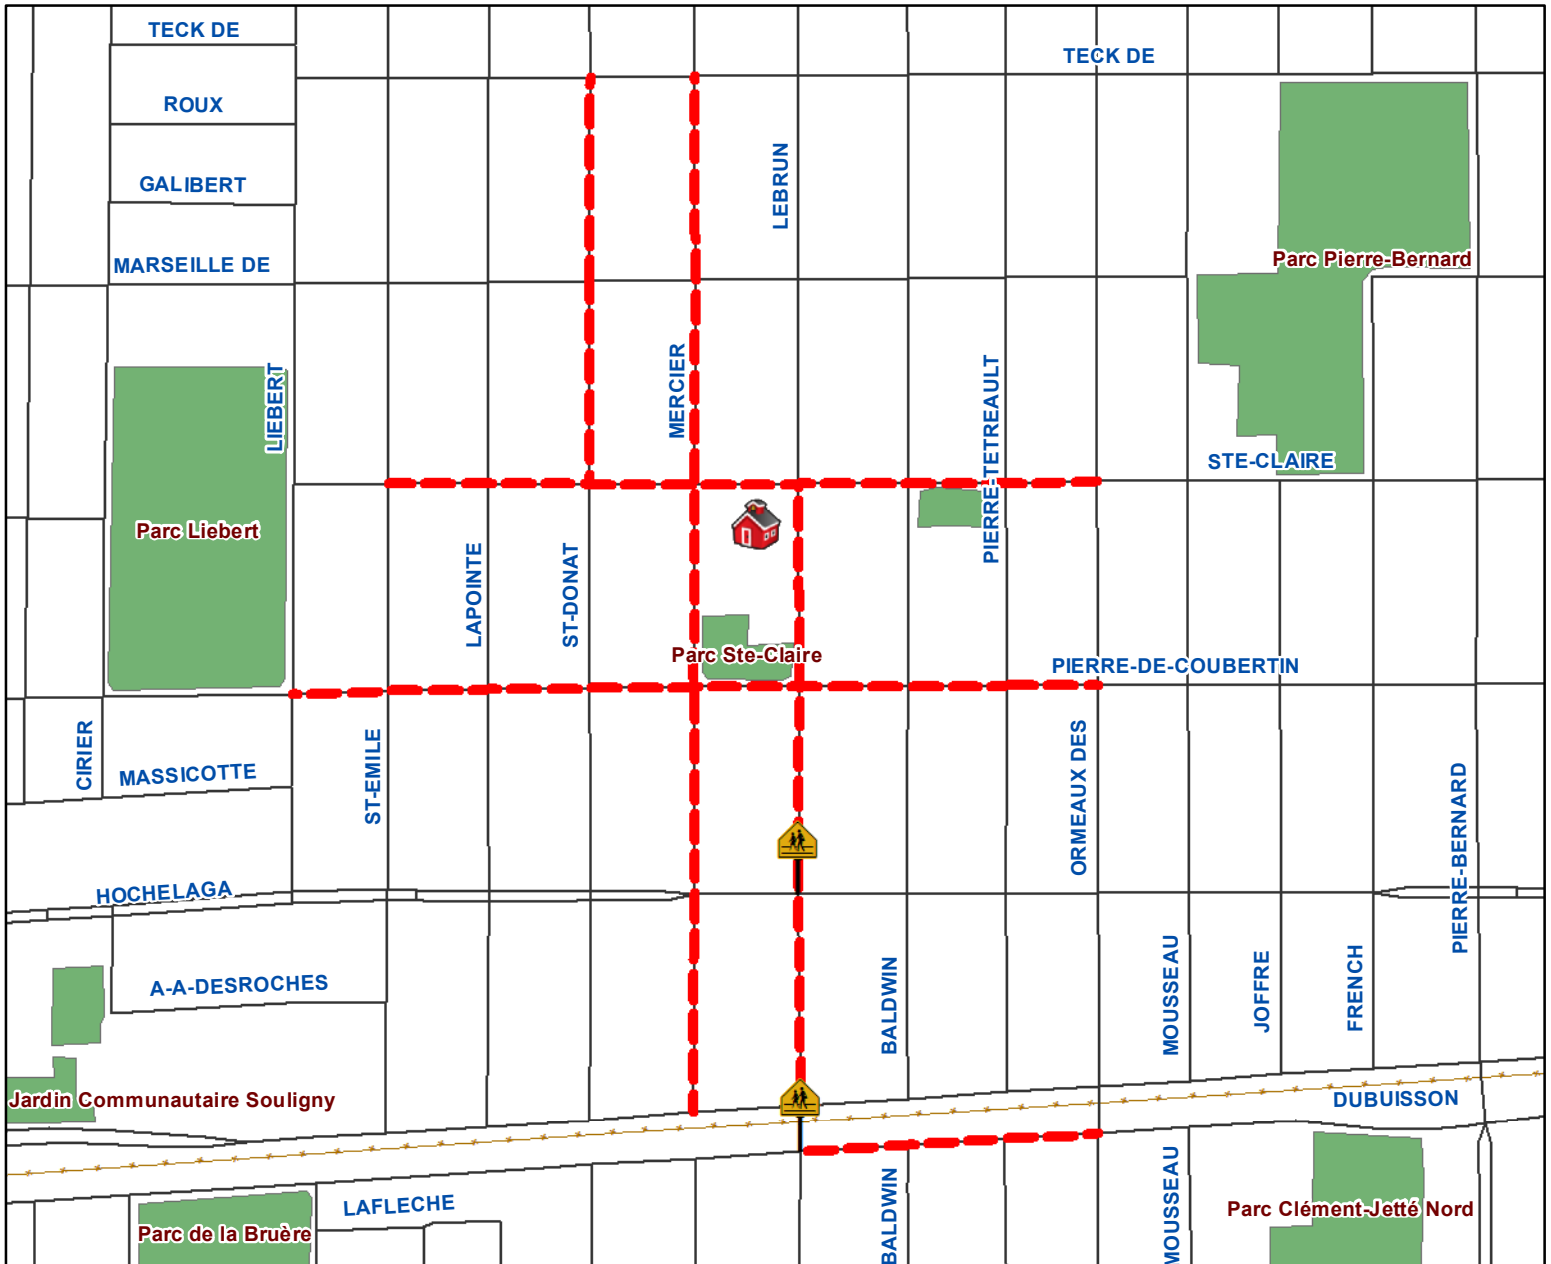 TECK DE
TECK DE
ROUX
LEBRUN
GALIBERT
Parc Pierre-Bernard
MARSEILLE DE
MERCIER
LIEBERT
PIERRE-TETREAULT
STE-CLAIRE
Parc Liebert
LAPOINTE
ST-DONAT
Parc Ste-Claire
PIERRE-DE-COUBERTIN
CIRIER
MASSICOTTE
ST-EMILE
ORMEAUX DES
PIERRE-BERNARD
HOCHELAGA
A-A-DESROCHES
BALDWIN
MOUSSEAU
JOFFRE
FRENCH
Jardin Communautaire Souligny
DUBUISSON
LAFLECHE
BALDWIN
MOUSSEAU
Parc Clément-Jetté Nord
Parc de la Bruère